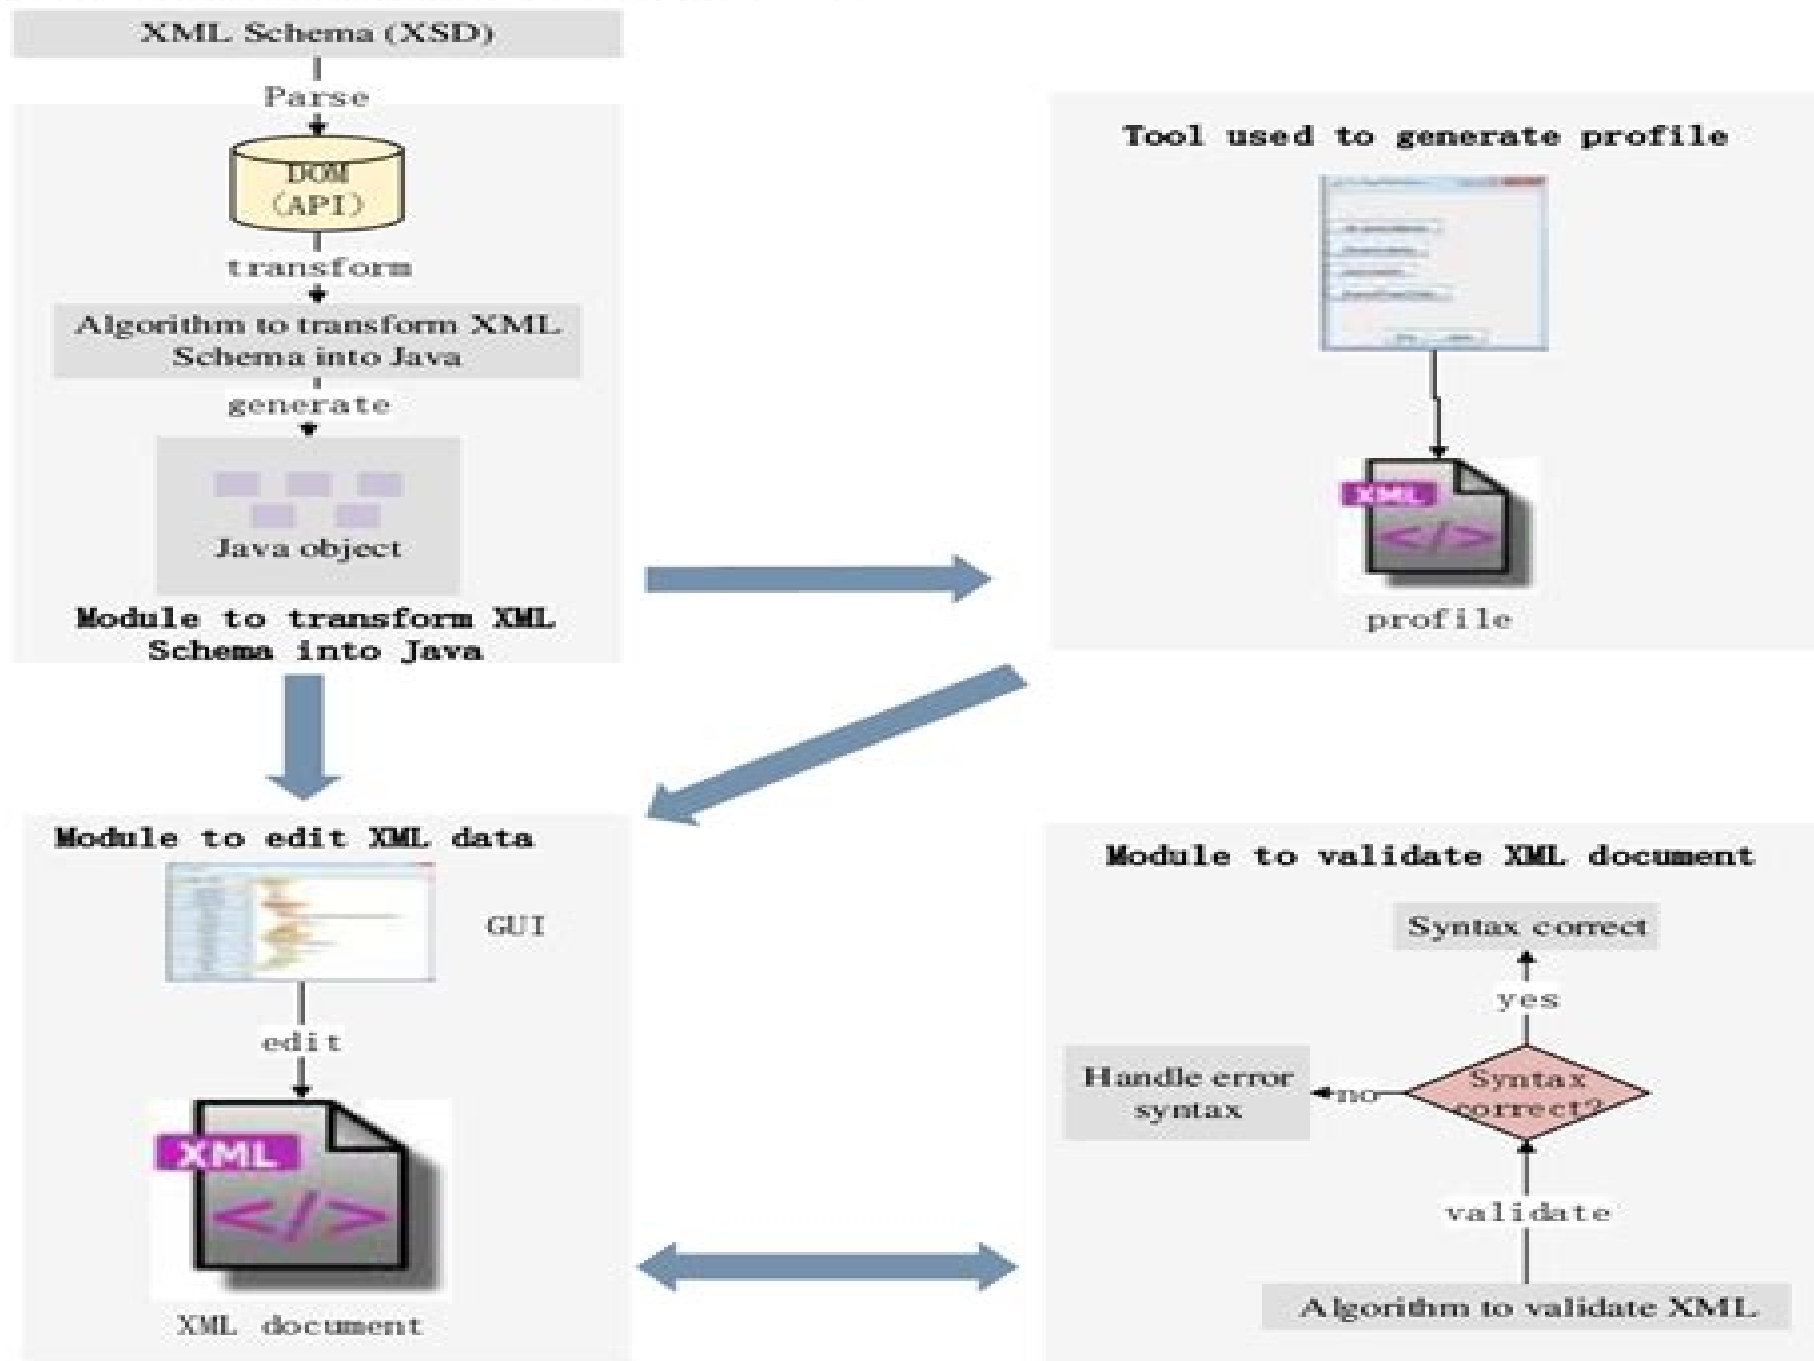 XML Schema (XSD)
Parse
DOM
(API)
transform
Algorithm to transform XML
Schema into Java
generate
Java object
Module to transform XML
Schema into Java
Tool used to generate profile
XML
</>
profile
Module to edit XML data
GUI
edit
XML
</>
XML document
Module to validate XML document
Syntax correct
yes
Syntax
correct?
no
Handle error
syntax
validate
Algorithm to validate XML